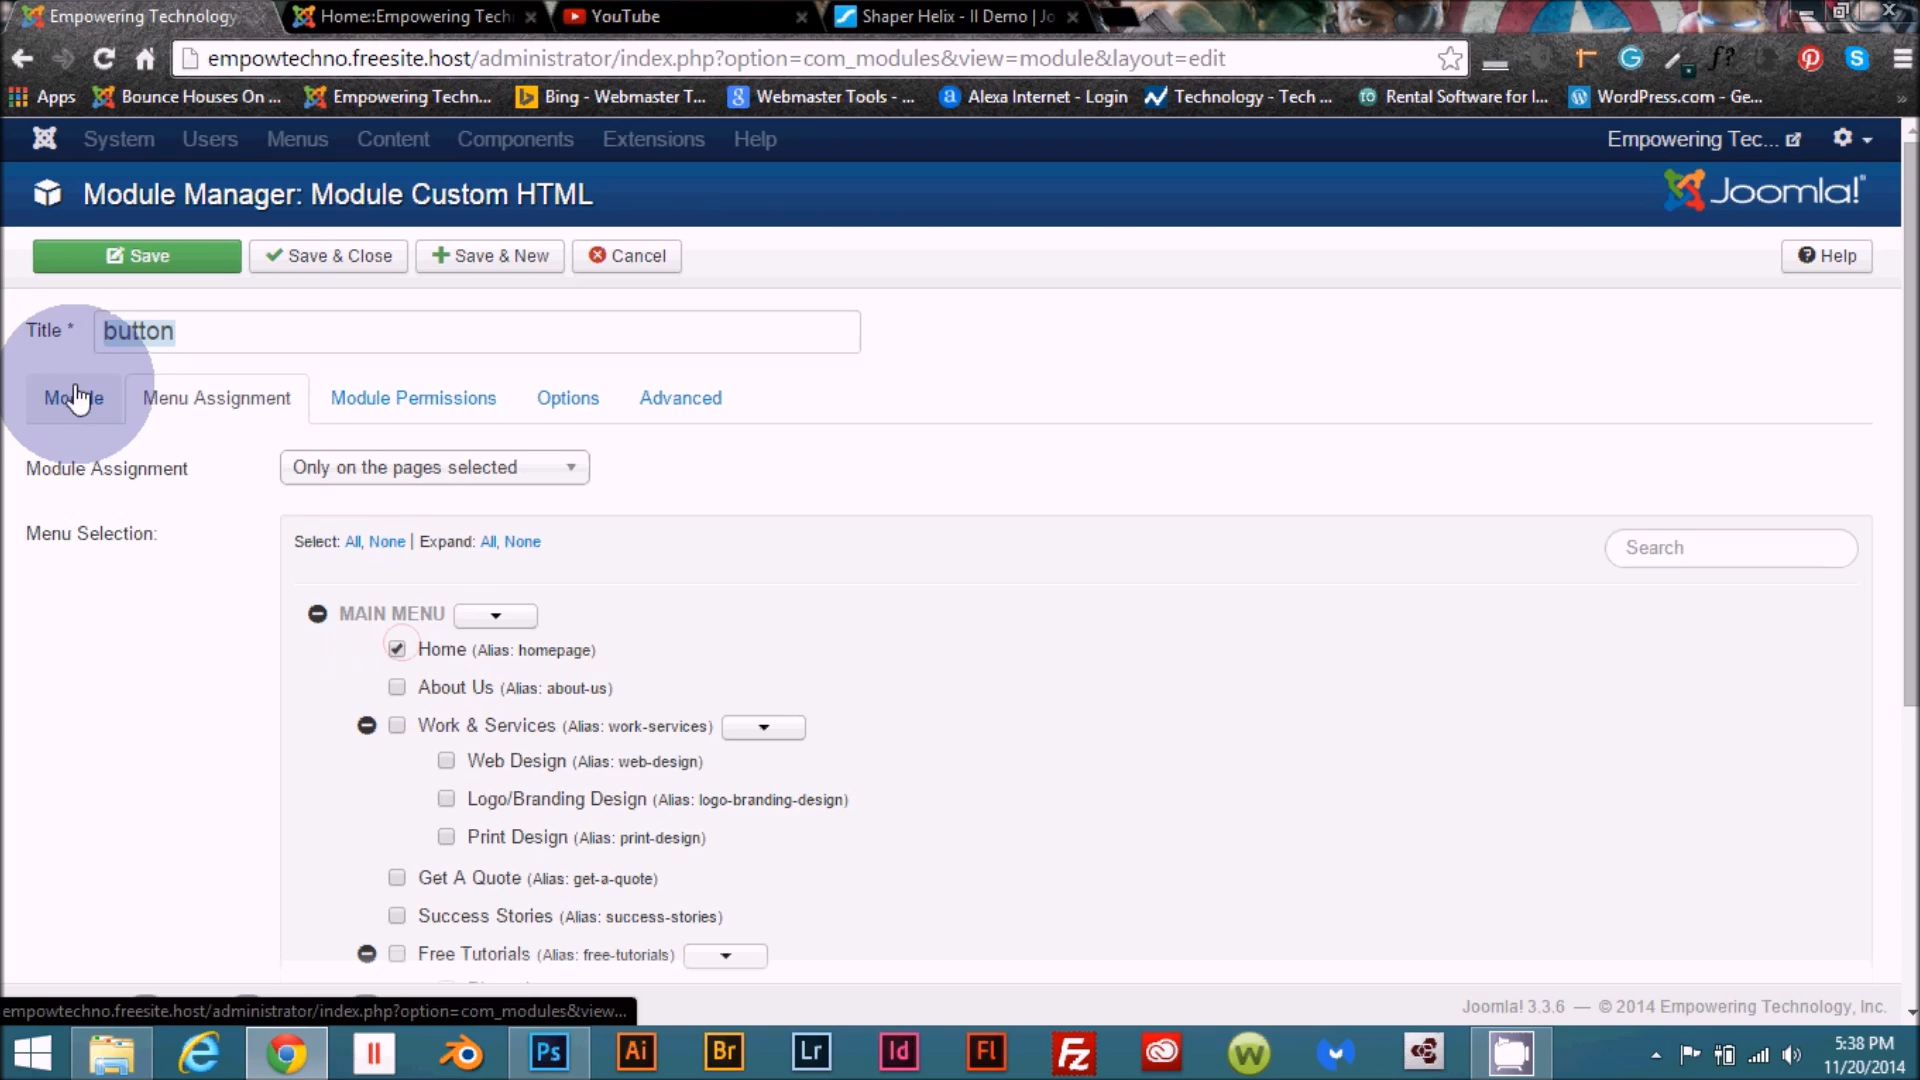 Empowering Technology
Home::Empowering Tech
YouTube
Shaper Helix - II Demo | Jo
empowtechno.freesite.host/administrator/index.php?option=com_modules&view=module&layout=edit
Apps
Bounce Houses On ...
Empowering Techn...
Bing - Webmaster T...
Webmaster Tools - ...
Alexa Internet - Login
Technology - Tech ...
Rental Software for I...
WordPress.com - Ge...
System Users Menus Content Components Extensions Help
Empowering Tec...
Module Manager: Module Custom HTML
Joomla!®
Save
Save & Close
Save & New
Cancel
Help
Title *
button
Module
Menu Assignment
Module Permissions
Options
Advanced
Module Assignment
Only on the pages selected
Menu Selection:
Select: All, None | Expand: All, None
Search
MAIN MENU
Home (Alias: homepage)
About Us (Alias: about-us)
Work & Services (Alias: work-services)
Web Design (Alias: web-design)
Logo/Branding Design (Alias: logo-branding-design)
Print Design (Alias: print-design)
Get A Quote (Alias: get-a-quote)
Success Stories (Alias: success-stories)
Free Tutorials (Alias: free-tutorials)
empowtechno.freesite.host/administrator/index.php?option=com_modules&view...
Joomla! 3.3.6 — © 2014 Empowering Technology, Inc.
Ps
Ai
Br
Lr
Id
Fl
Fz
W
5:38 PM
11/20/2014